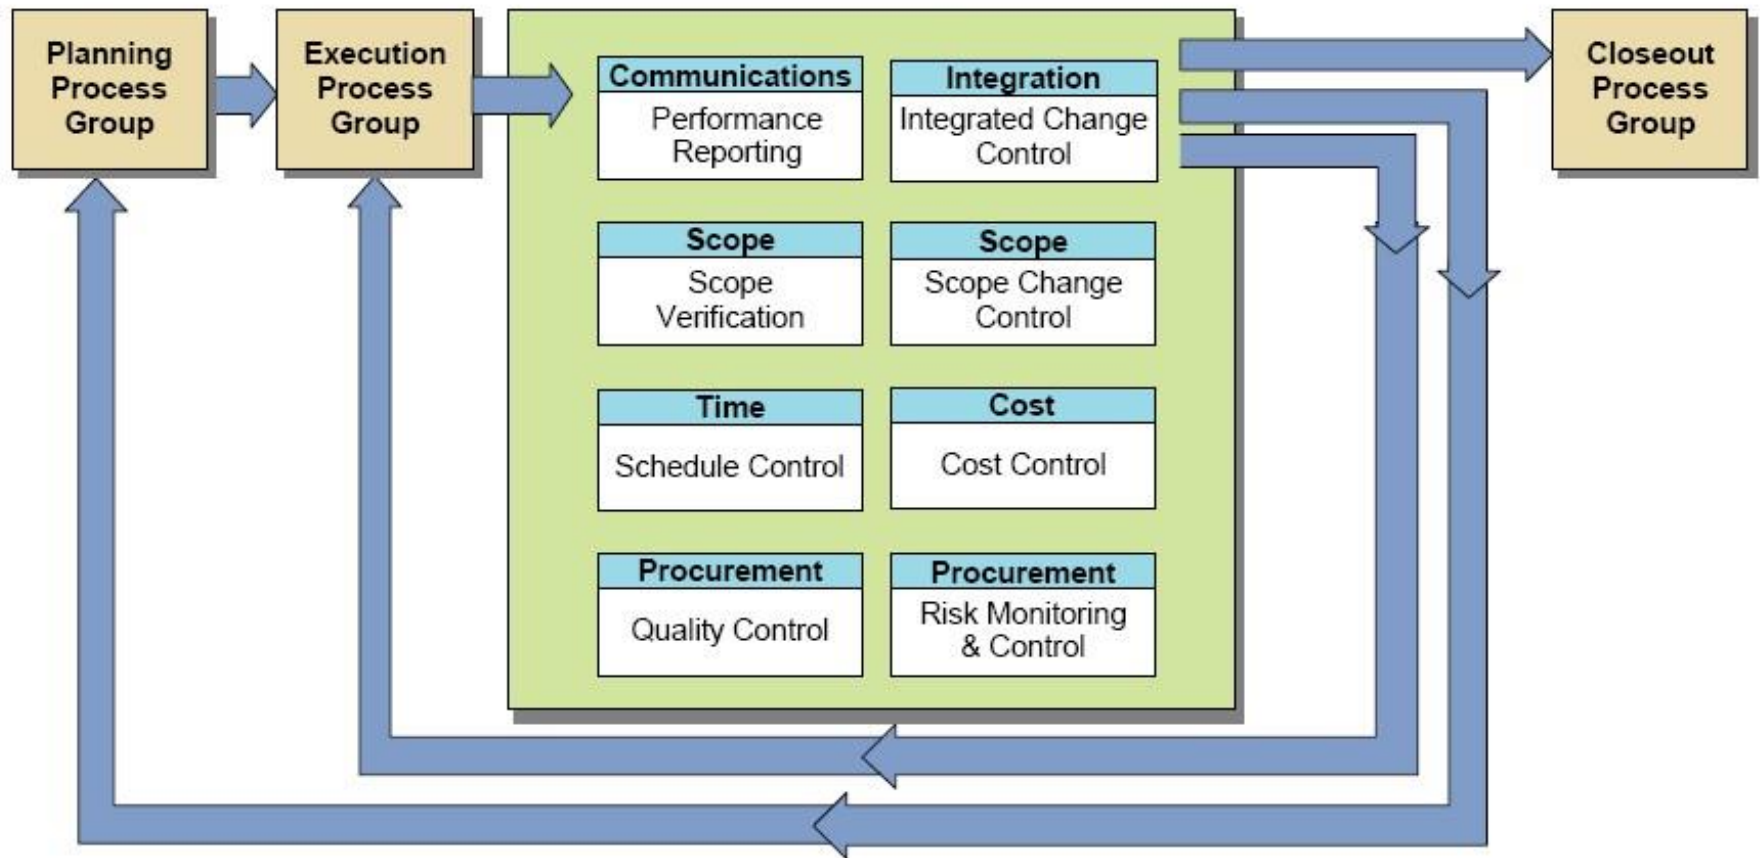 Planning
Process
Group
Execution
Process
Group
Communications
Performance
Reporting
Integration
Integrated Change
Control
Scope
Scope
Verification
Scope
Scope Change
Control
Time
Schedule Control
Cost
Cost Control
Procurement
Quality Control
Procurement
Risk Monitoring
& Control
Closeout
Process
Group